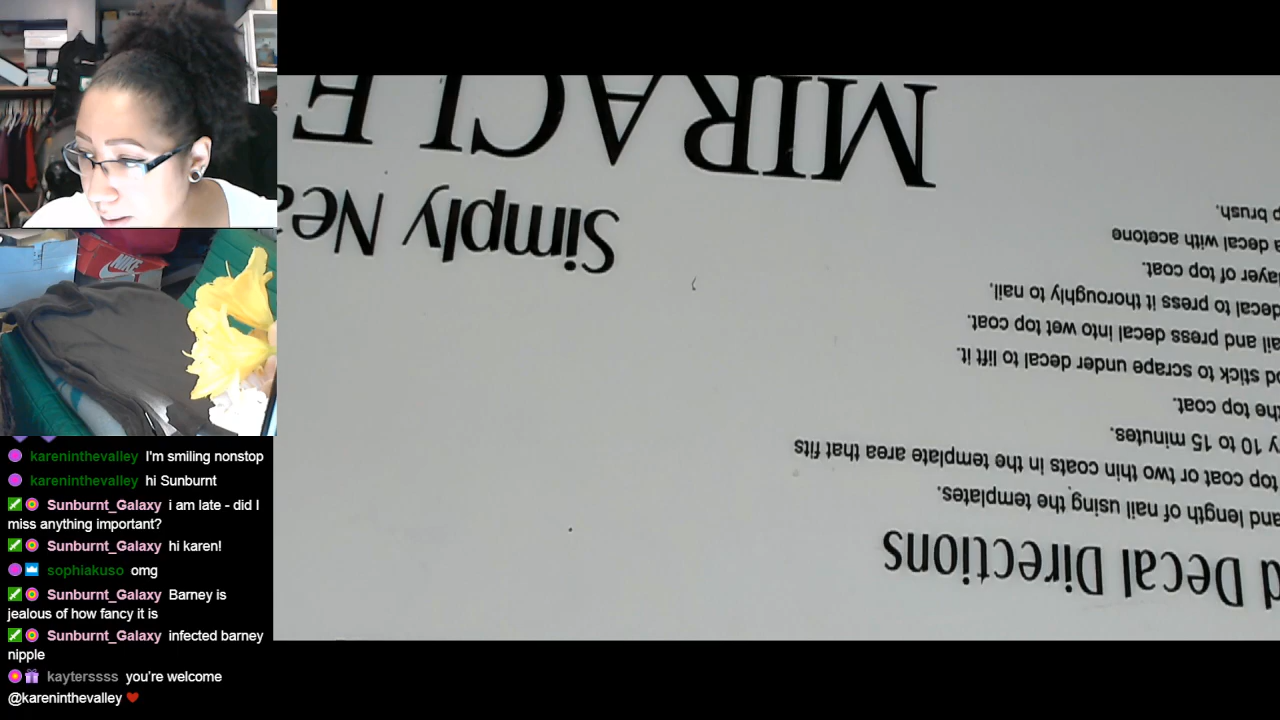 MIRACLE
Simply Nea
p brush.
a decal with acetone
layer of top coat.
decal to press it thoroughly to nail.
ail and press decal into wet top coat.
od stick to scrape under decal to lift it.
the top coat.
y 10 to 15 minutes.
top coat or two thin coats in the template area that fits
and length of nail using the templates.
d Decal Directions
kareninthevalley I'm smiling nonstop
kareninthevalley hi Sunburnt
Sunburnt_Galaxy i am late - did I
miss anything important?
Sunburnt_Galaxy hi karen!
sophiakuso omg
Sunburnt_Galaxy Barney is
jealous of how fancy it is
Sunburnt_Galaxy infected barney
nipple
kayterssss you're welcome
@kareninthevalley